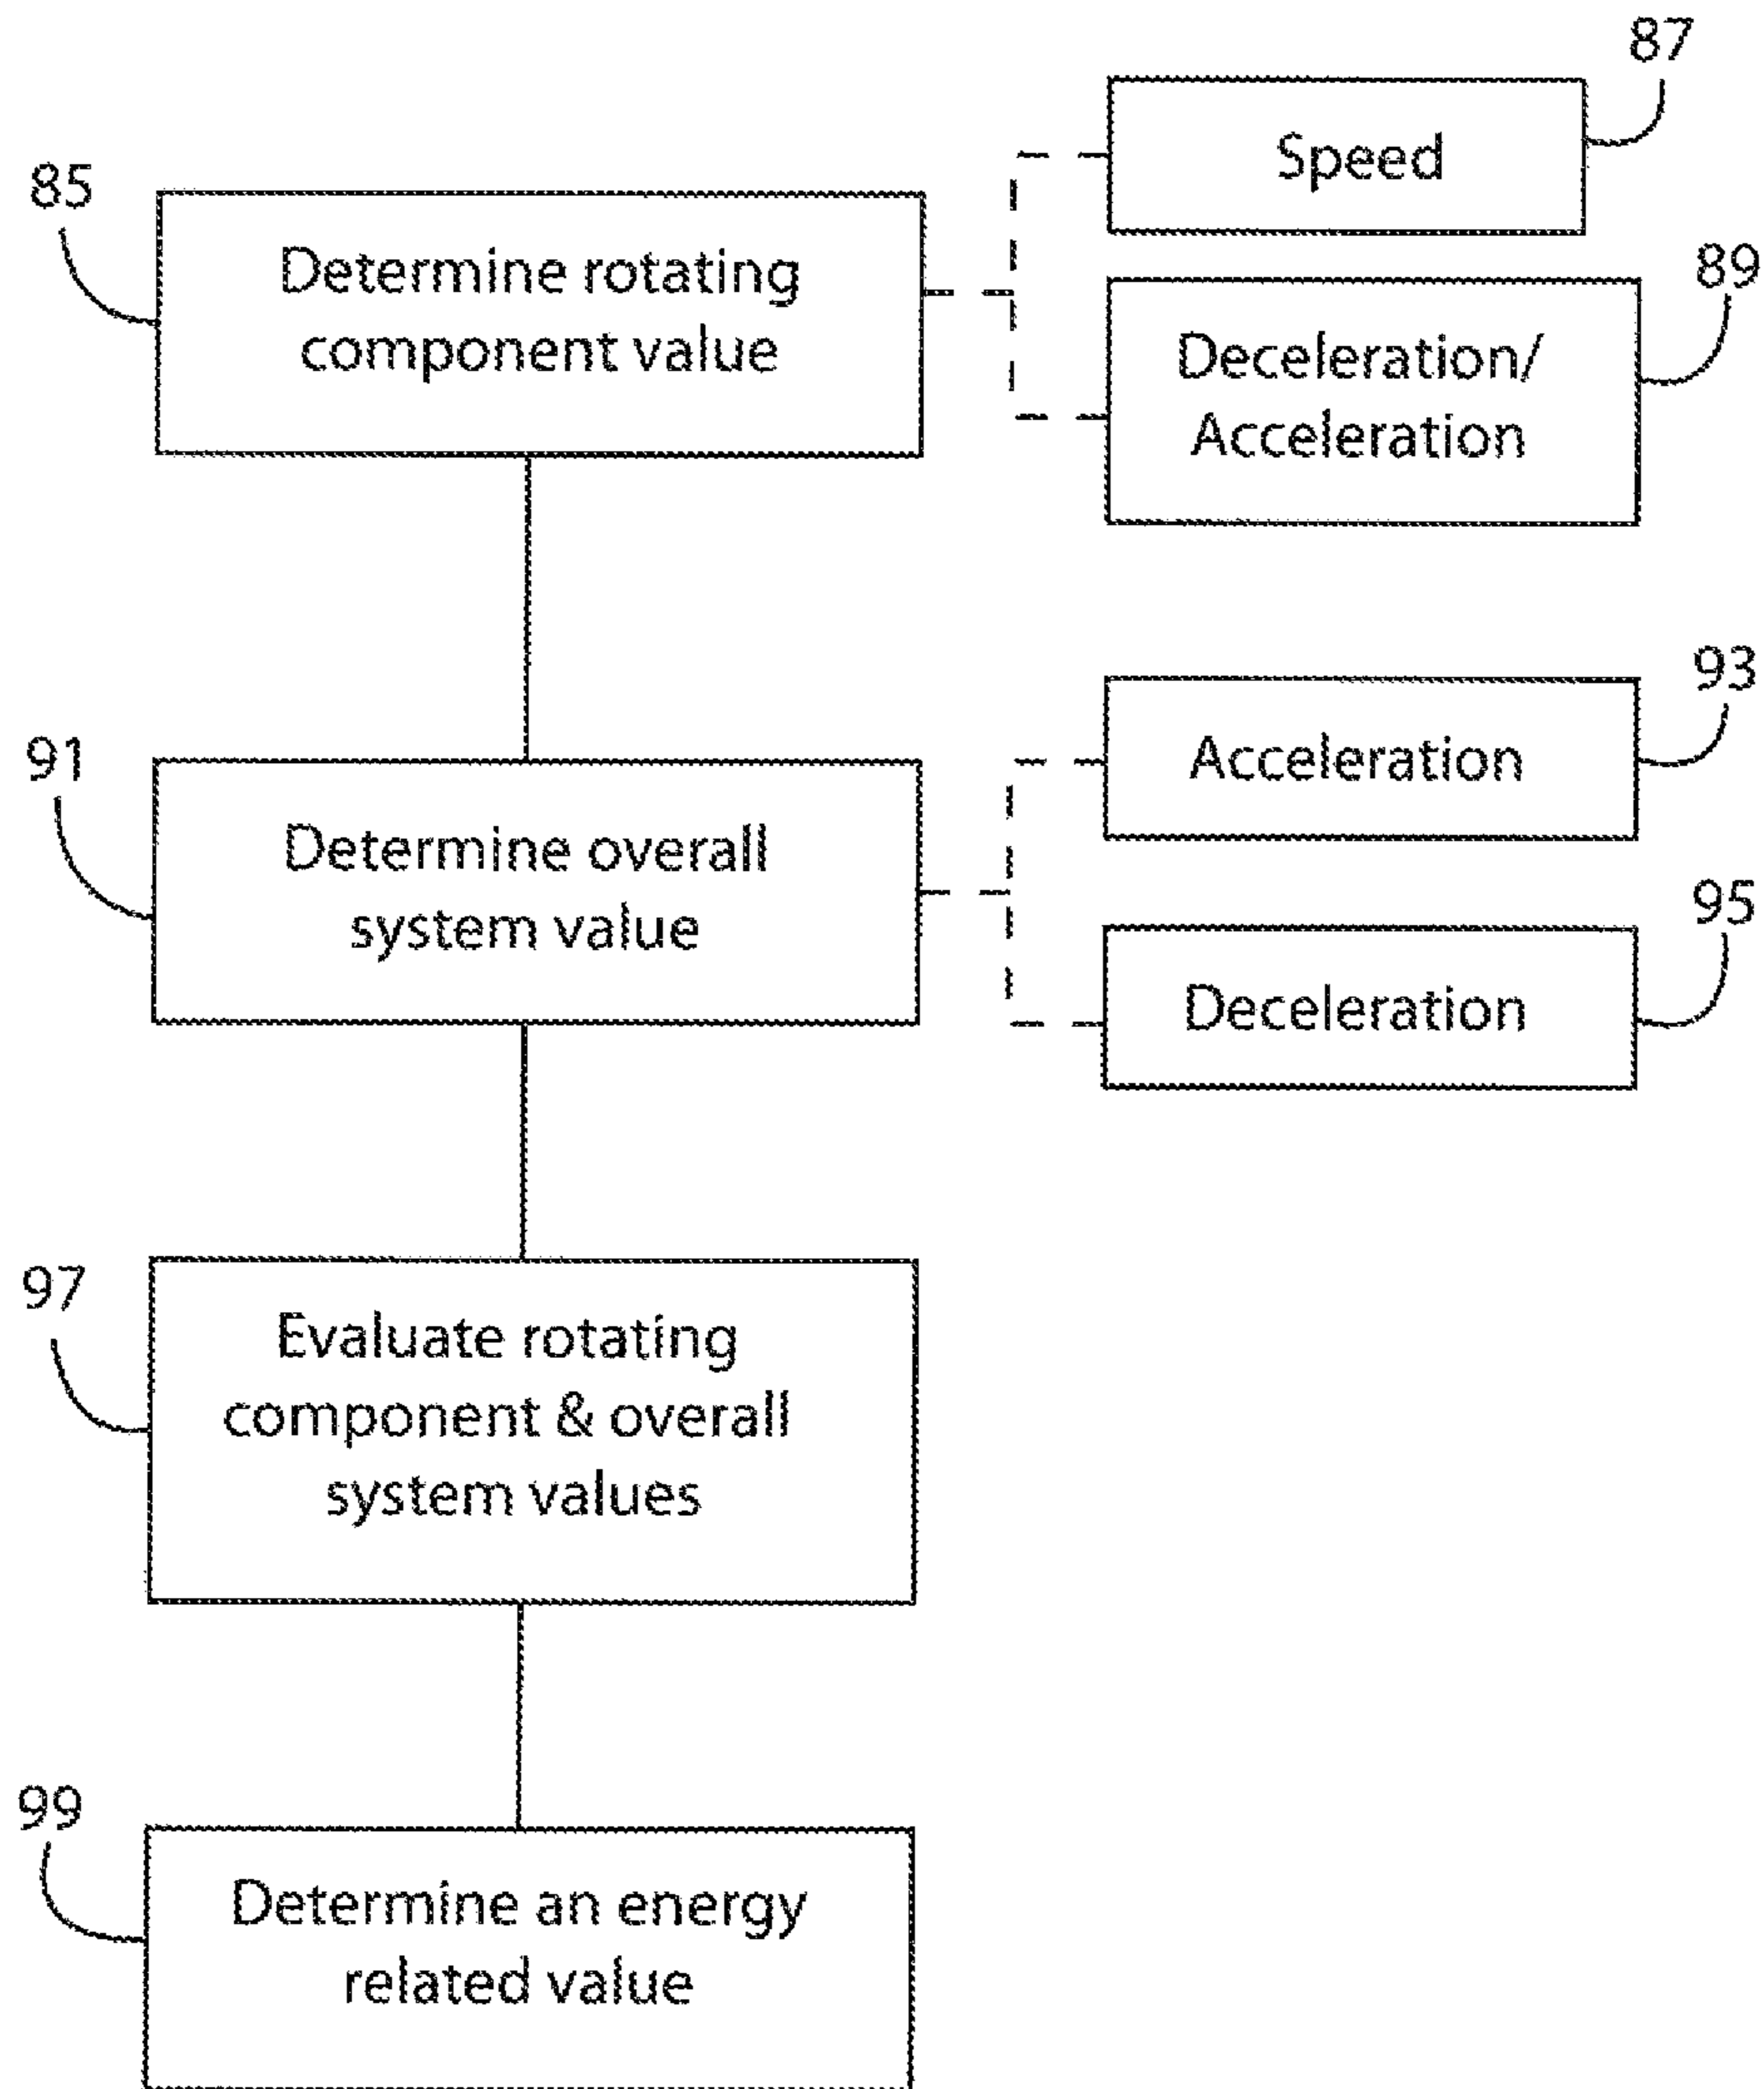 87
Speed
85
Determine rotating
component value
89
Deceleration/
Acceleration
93
Acceleration
91
Determine overall
system value
95
Deceleration
97
Evaluate rotating
component & overall
system values
99
Determine an energy
related value